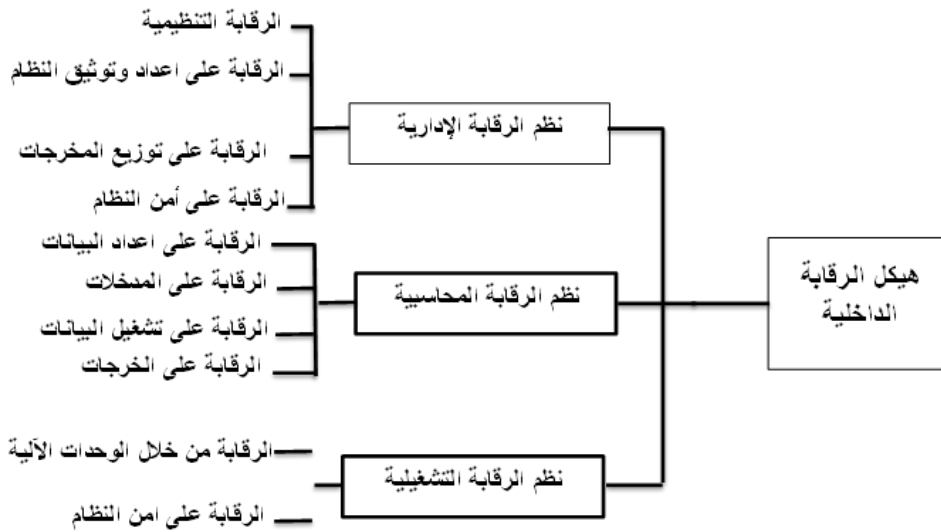 هيكل الرقابة
الداخلية
نظم الرقابة الإدارية
الرقابة التنظيمية
الرقابة على اعداد وتوثيق النظام
الرقابة على توزيع المخرجات
الرقابة على أمن النظام
نظم الرقابة المحاسبية
الرقابة على اعداد البيانات
الرقابة على المدخلات
الرقابة على تشغيل البيانات
الرقابة على الخرجات
نظم الرقابة التشغيلية
الرقابة من خلال الوحدات الآلية
الرقابة على امن النظام